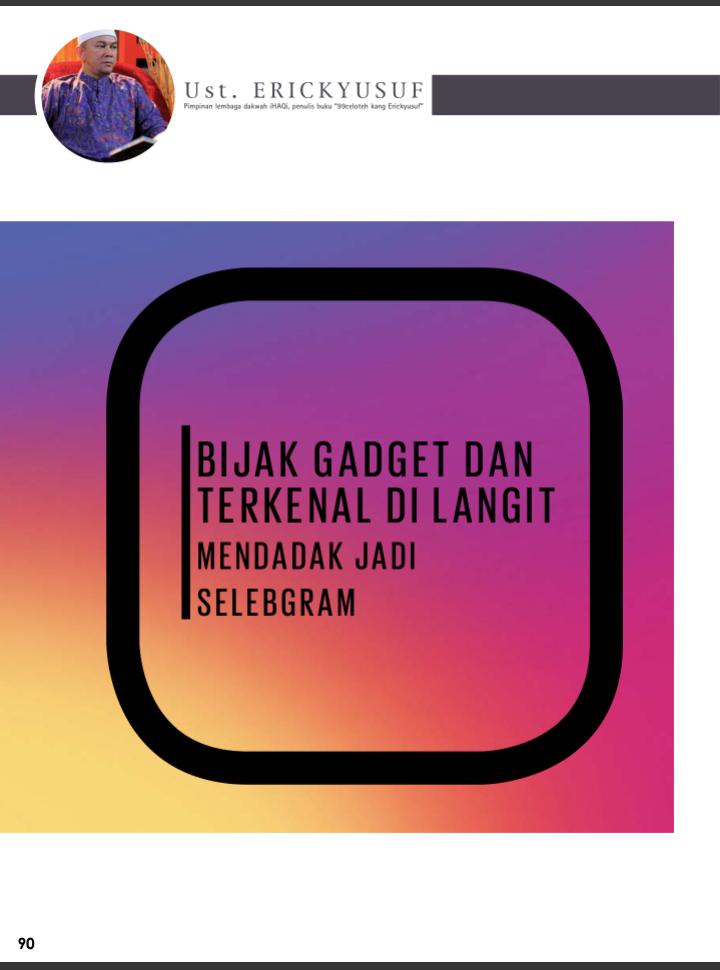 Ust. ERICKYUSUF
Pimpinan lembaga dakwah iHAQi, penulis buku "99celoteh kang Erickyusuf"
BIJAK GADGET DAN
TERKENAL DI LANGIT
MENDADAK JADI
SELEBGRAM
90